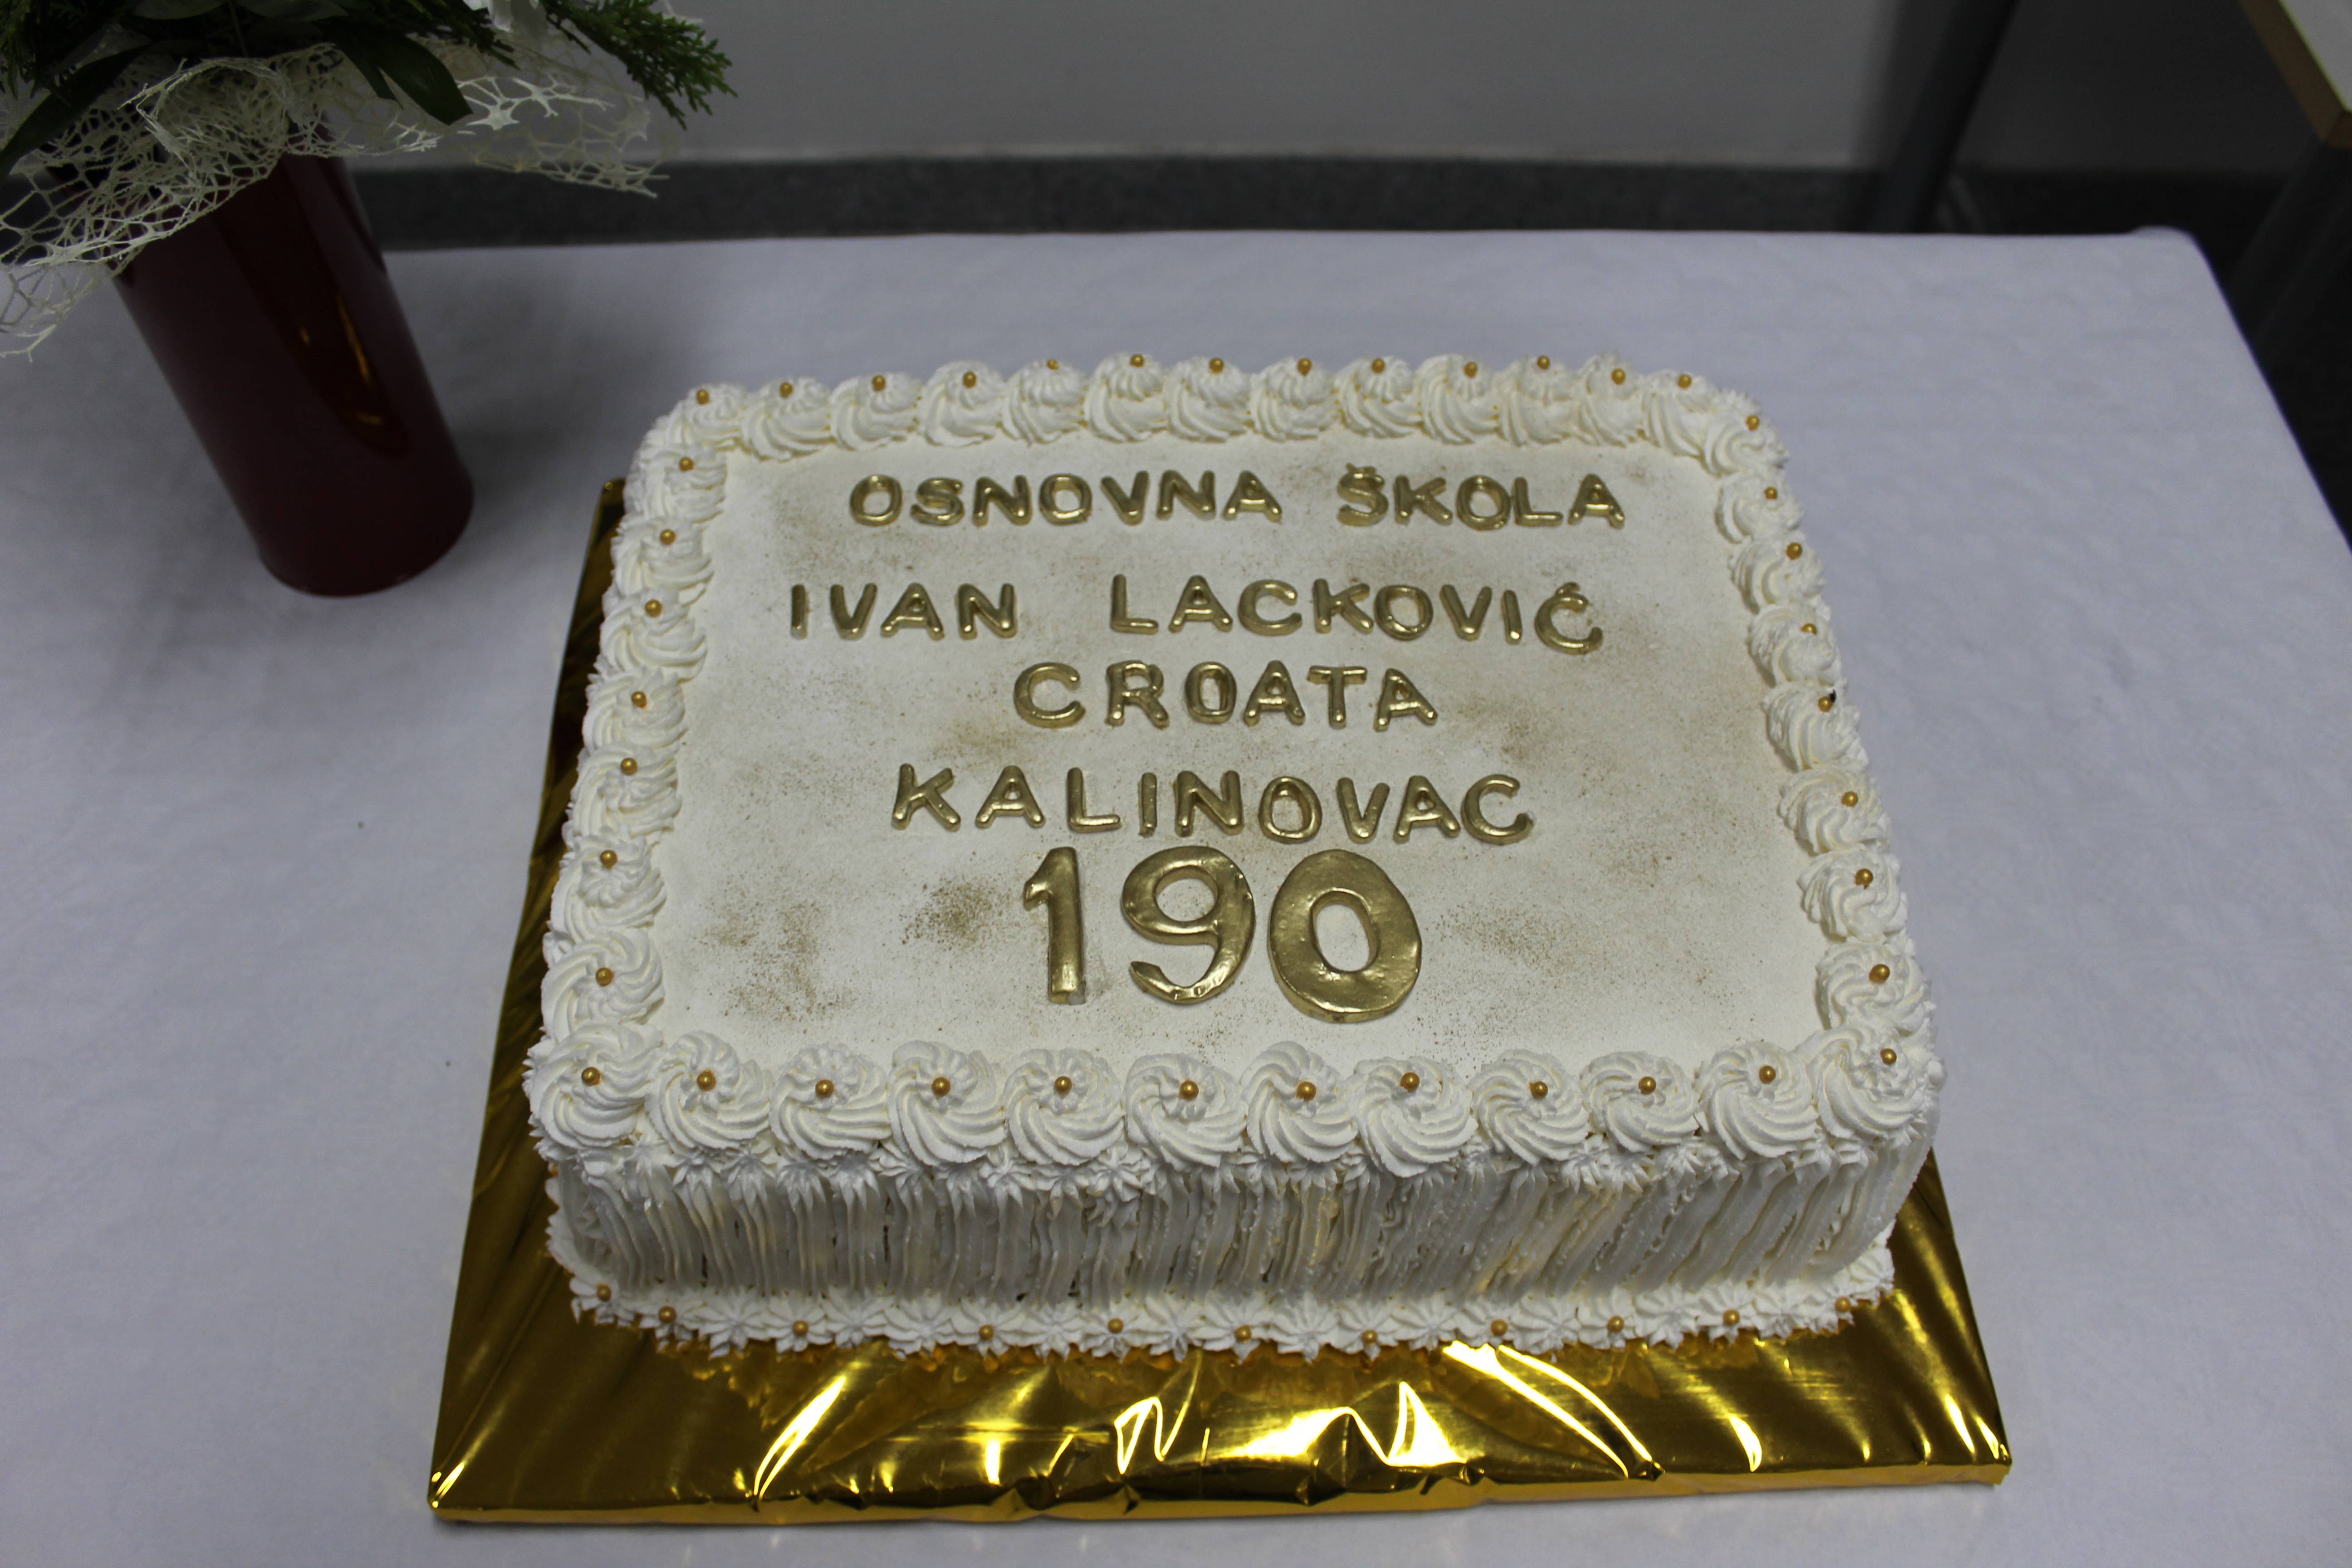 OSNOVNA ŠKOLA
IVAN LACKOVIĆ
CROATA
KALINOVAC
190